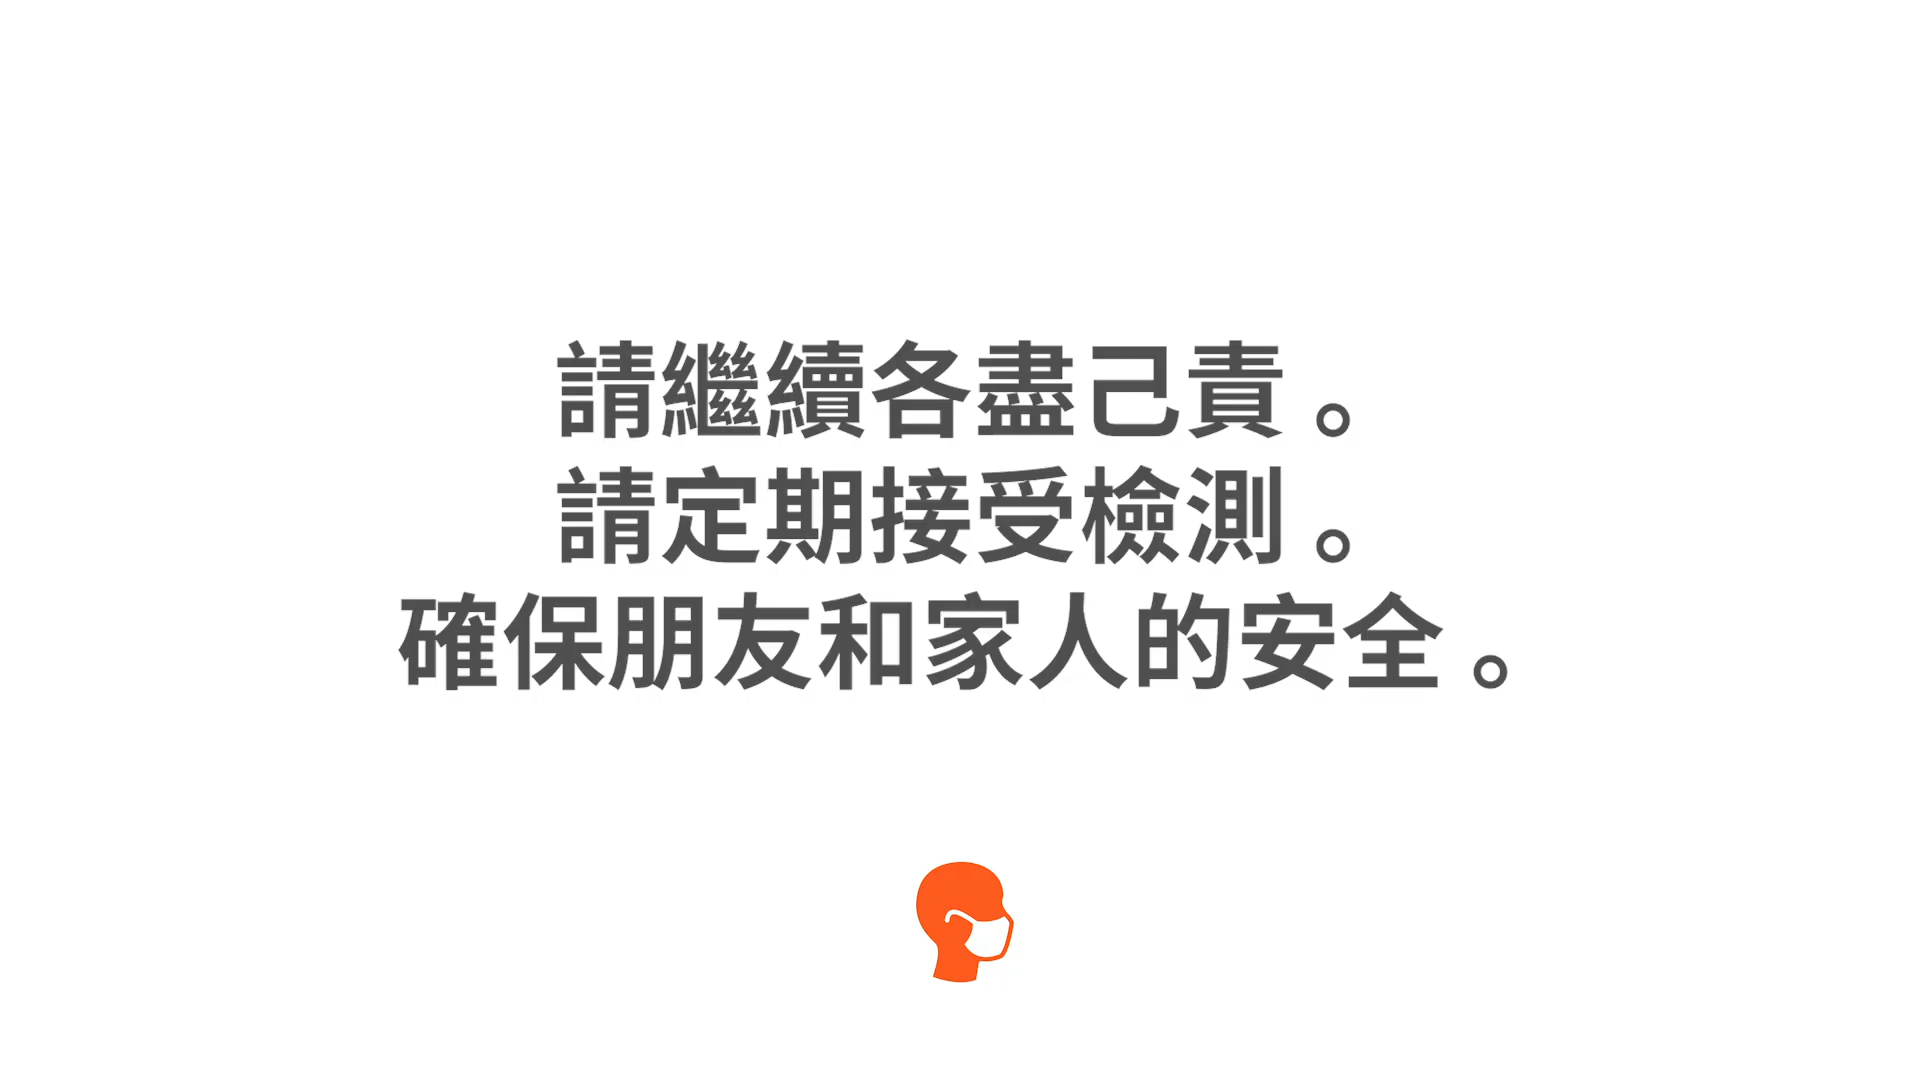 請繼續各盡己責。
請定期接受檢測。
確保朋友和家人的安全。